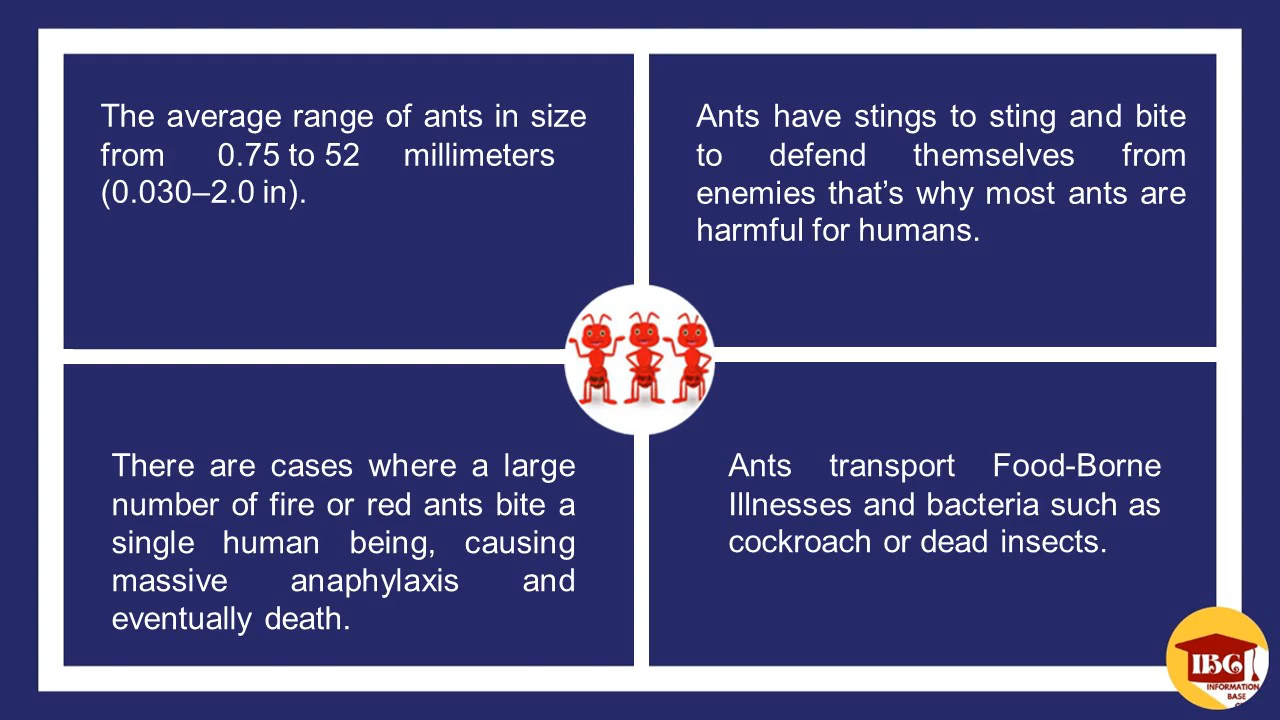 The average range of ants in size
from 0.75 to 52 millimeters
(0.030–2.0 in).
Ants have stings to sting and bite
to defend themselves from
enemies that’s why most ants are
harmful for humans.
There are cases where a large
number of fire or red ants bite a
single human being, causing
massive anaphylaxis and
eventually death.
Ants transport Food-Borne
Illnesses and bacteria such as
cockroach or dead insects.
IBG
INFORMATION
BASE